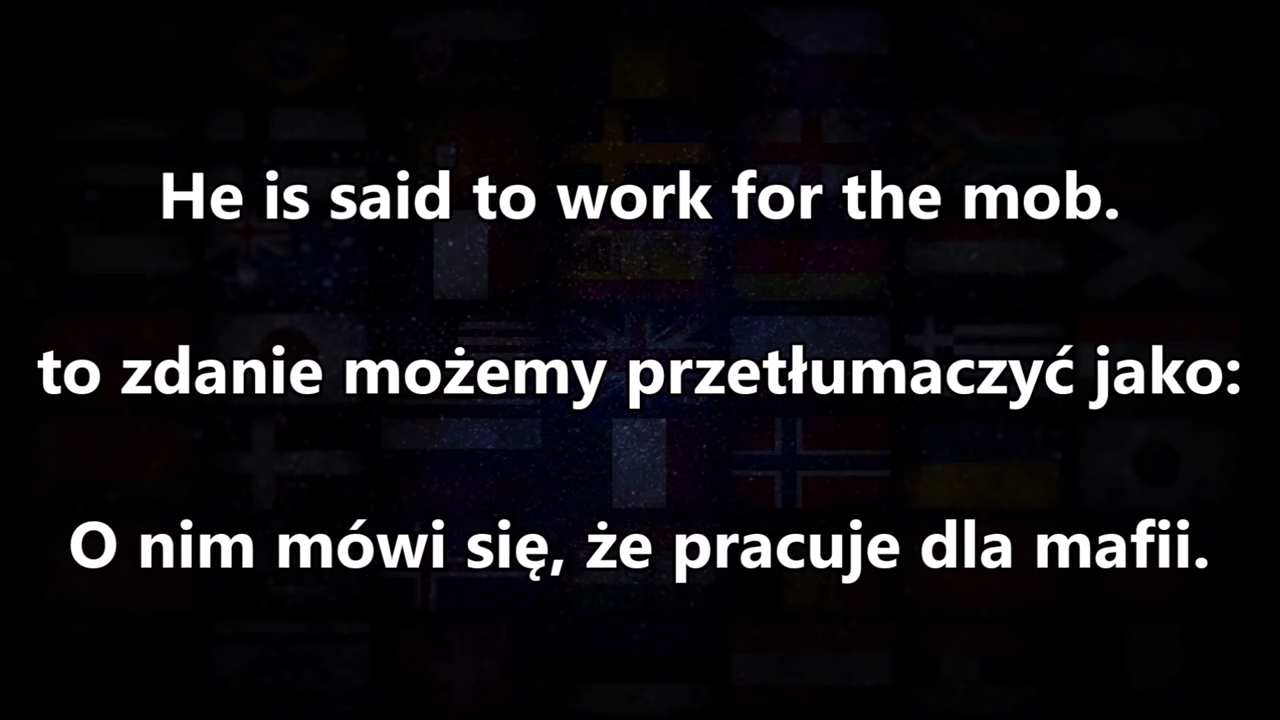 He is said to work for the mob.
to zdanie możemy przetłumaczyć jako:
O nim mówi się, że pracuje dla mafii.